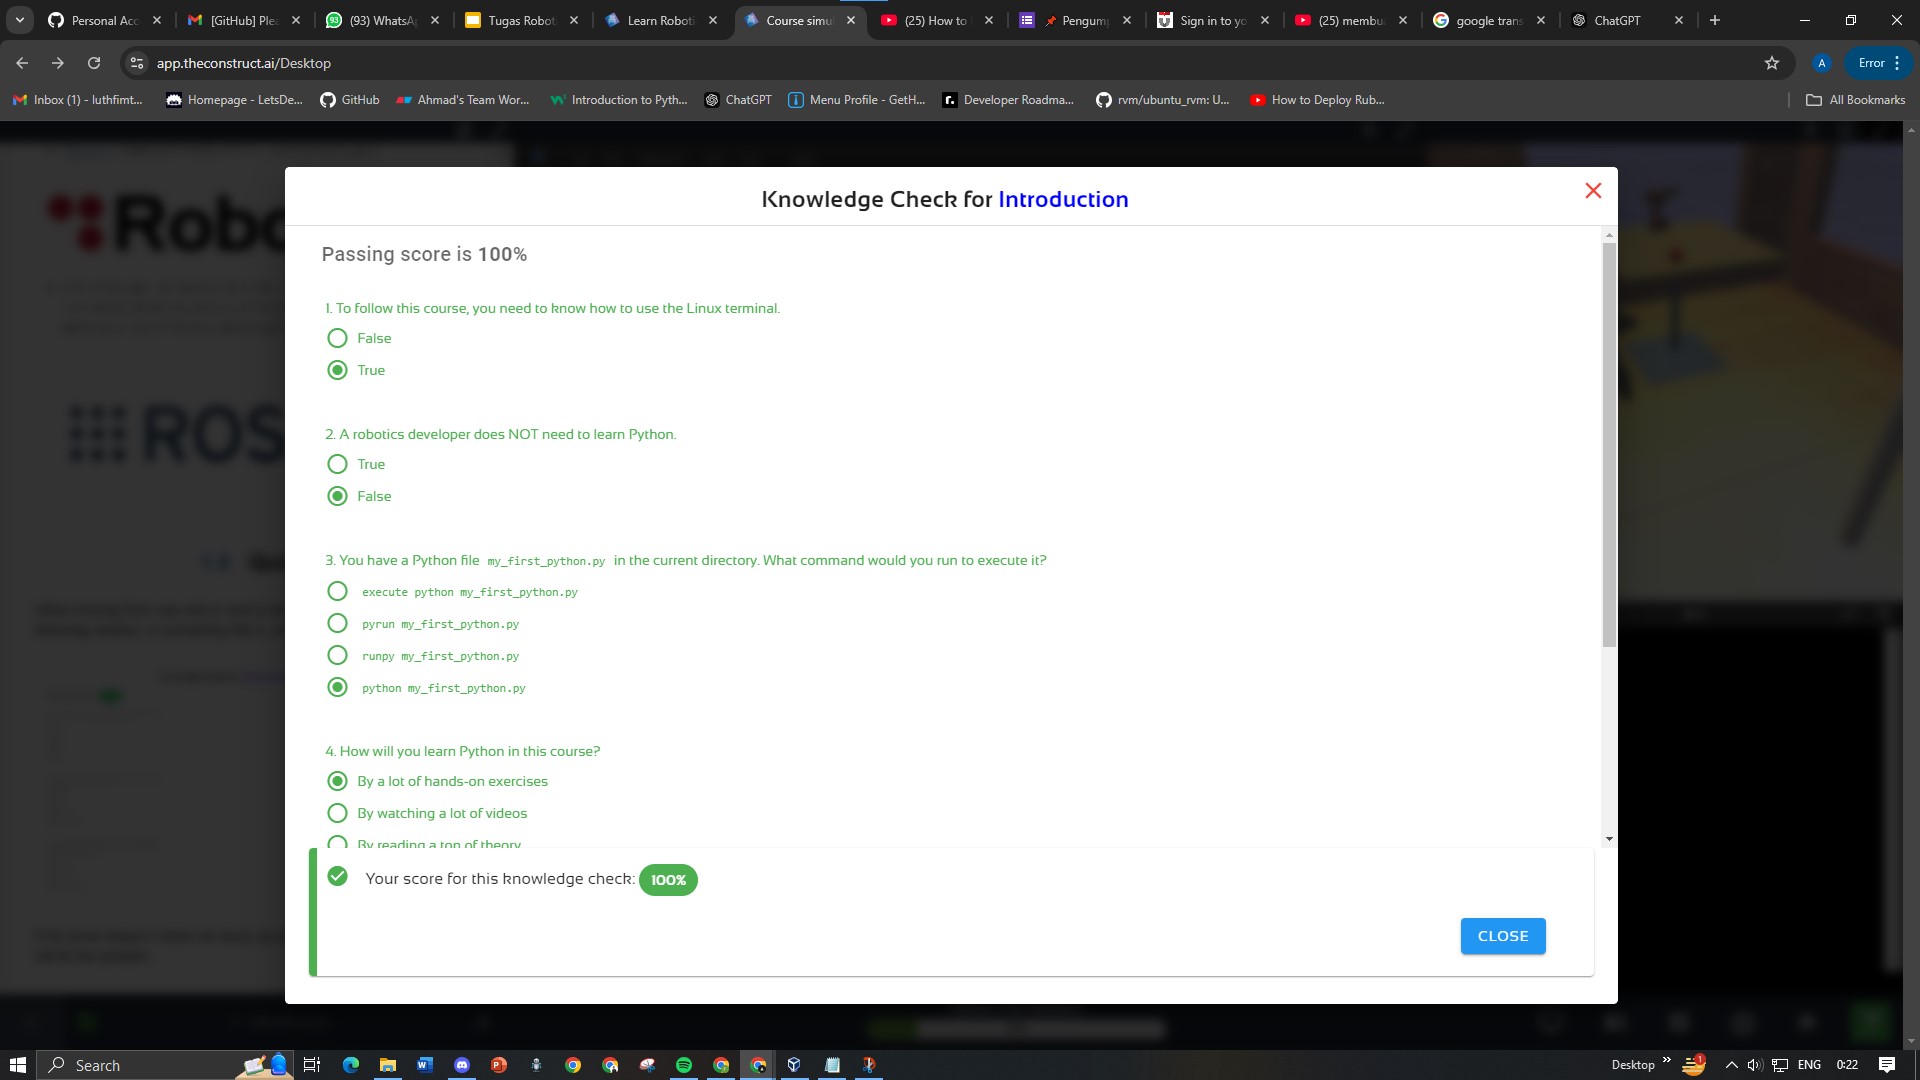 Personal Acc
[GitHub] Plea
(93) WhatsA
Tugas Robot
Learn Roboti
Course simul
(25) How to
Pengump
Sign in to yo
(25) membu
google trans
ChatGPT
app.theconstruct.ai/Desktop
A
Error
Inbox (1) - luthfimt...
Homepage - LetsDe...
GitHub
Ahmad's Team Wor...
Introduction to Pyth...
ChatGPT
Menu Profile - GetH...
Developer Roadma...
rvm/ubuntu_rvm: U...
How to Deploy Rub...
All Bookmarks
Knowledge Check for Introduction
Passing score is 100%
1. To follow this course, you need to know how to use the Linux terminal.
False
True
2. A robotics developer does NOT need to learn Python.
True
False
3. You have a Python file my_first_python.py in the current directory. What command would you run to execute it?
execute python my_first_python.py
pyrun my_first_python.py
runpy my_first_python.py
python my_first_python.py
4. How will you learn Python in this course?
By a lot of hands-on exercises
By watching a lot of videos
By reading a ton of theory
Your score for this knowledge check: 100%
CLOSE
Robo
ROS
Search
Desktop
1
ENG
0:22